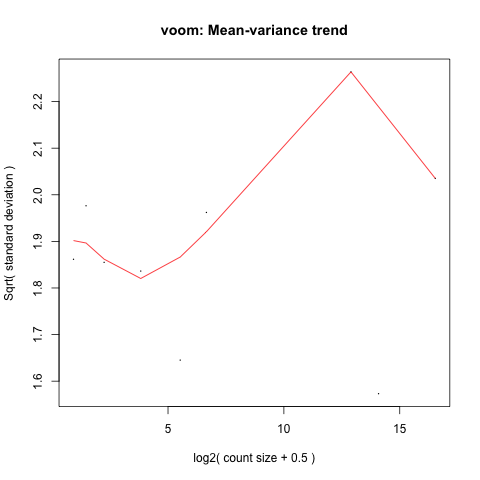 voom: Mean-variance trend
Sqrt( standard deviation )
2.2
2.1
2.0
1.9
1.8
1.7
1.6
5 10 15
log2( count size + 0.5 )